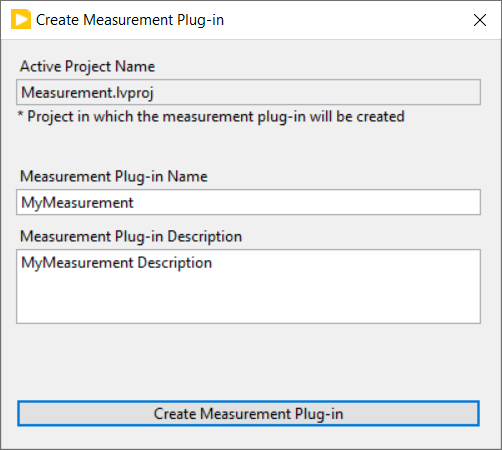 Create Measurement Plug-in
Active Project Name
Measurement.lvproj
* Project in which the measurement plug-in will be created
Measurement Plug-in Name
MyMeasurement
Measurement Plug-in Description
MyMeasurement Description
Create Measurement Plug-in